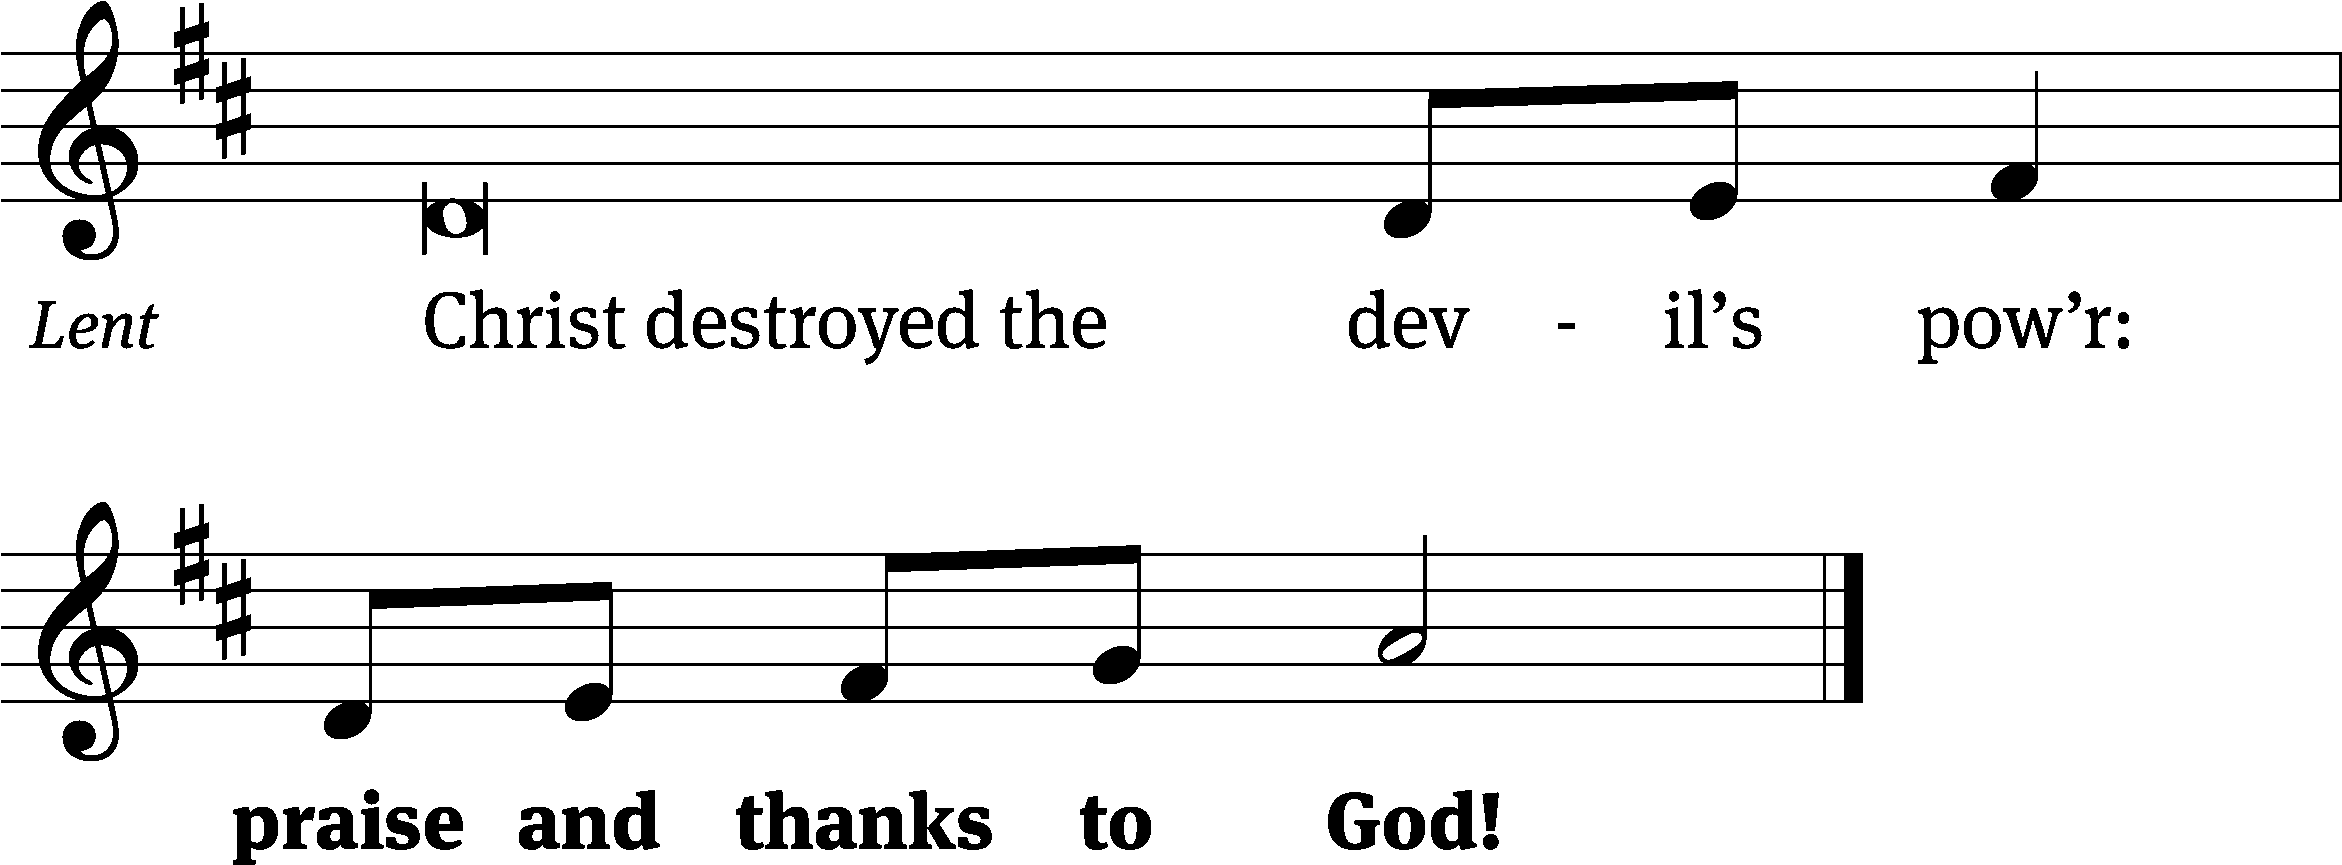 Lent Christ destroyed the dev - il’s pow’r:
praise and thanks to God!